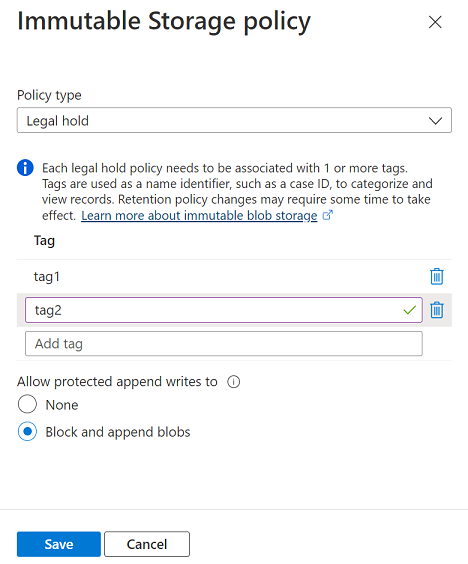 Immutable Storage policy
Policy type
Legal hold
Each legal hold policy needs to be associated with 1 or more tags.
Tags are used as a name identifier, such as a case ID, to categorize and
view records. Retention policy changes may require some time to take
effect. Learn more about immutable blob storage
Tag
tag1
tag2
Add tag
Allow protected append writes to
None
Block and append blobs
Save Cancel